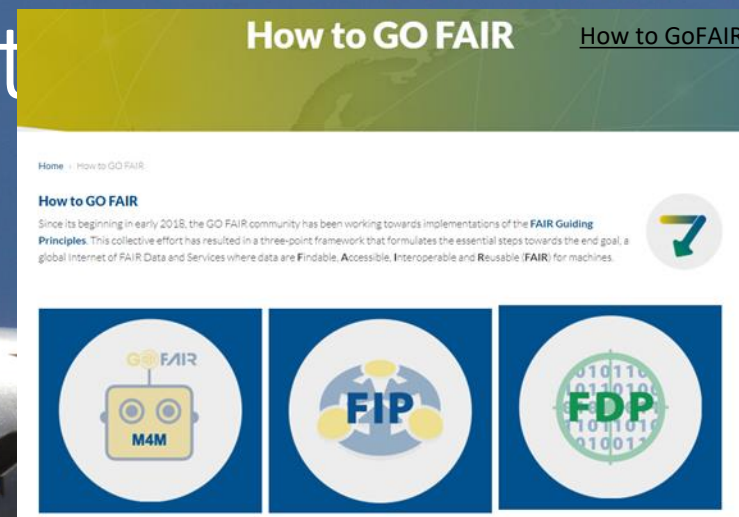 How to GO FAIR
How to GoFAIR
t
Home › How to GO FAIR
How to GO FAIR
Since its beginning in early 2018, the GO FAIR community has been working towards implementations of the FAIR Guiding
Principles. This collective effort has resulted in a three-point framework that formulates the essential steps towards the end goal, a
global Internet of FAIR Data and Services where data are Findable, Accessible, Interoperable and Reusable (FAIR) for machines.
GO FAIR
M4M
FIP
FDP